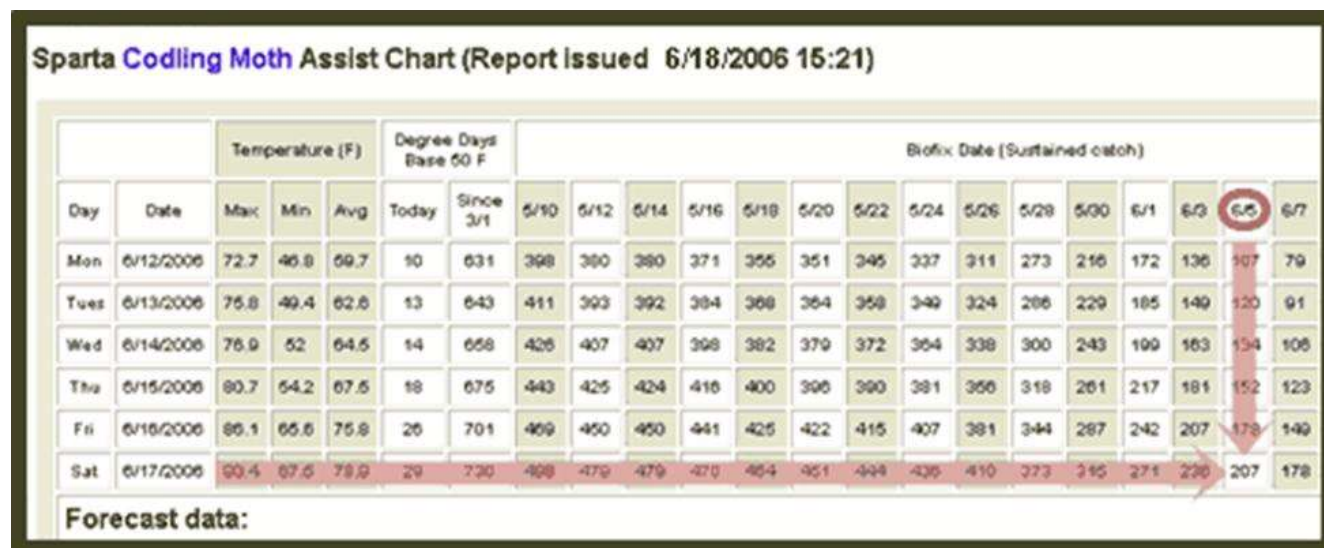 Sparta Codling Moth Assist Chart (Report issued 6/18/2006 15:21)
Temperature (F) Degree Days Base 50 F Biofix Date (Sustained catch)
Day Date Max Min Avg Today Since 3/1 5/10 5/12 5/14 5/16 5/18 5/20 5/22 5/24 5/26 5/28 5/30 6/1 6/3 6/5 6/7
Mon 6/12/2006 72.7 46.8 59.7 10 631 398 380 380 371 355 351 345 337 311 273 216 172 136 107 79
Tues 6/13/2006 75.8 49.4 62.6 13 643 411 393 392 384 368 364 358 349 324 286 229 185 149 120 91
Wed 6/14/2006 76.9 52 64.5 14 658 426 407 407 398 382 379 372 364 338 300 243 199 163 134 106
Thu 6/15/2006 80.7 54.2 67.5 18 675 443 425 424 416 400 396 390 381 356 318 261 217 181 152 123
Fri 6/16/2006 86.1 65.6 75.8 26 701 469 450 450 441 425 422 415 407 381 344 287 242 207 178 149
Sat 6/17/2006 90.4 67.5 78.9 29 730 498 479 479 470 454 451 444 436 410 373 315 271 236 207 178
Forecast data: